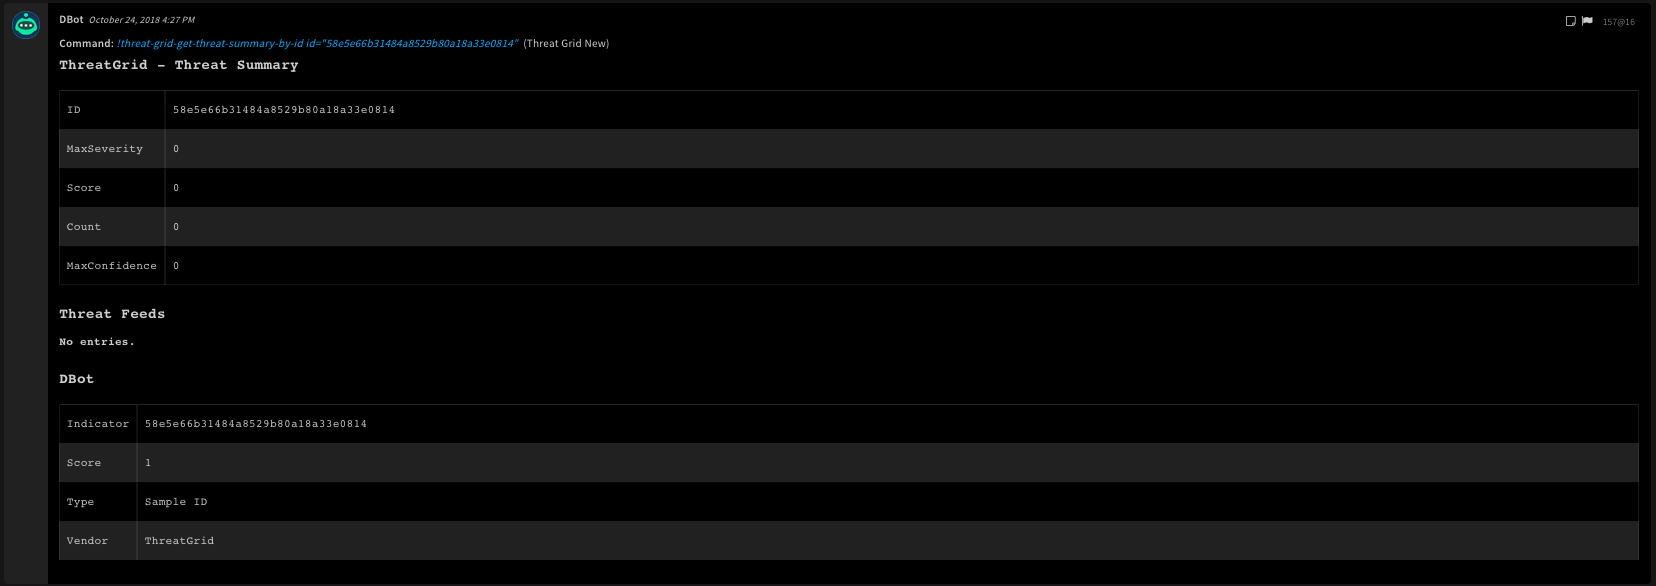 DBot October 24, 2018 4:27 PM
157@16
Command: !threat-grid-get-threat-summary-by-id id="58e5e66b31484a8529b80a18a33e0814" (Threat Grid New)
ThreatGrid - Threat Summary
ID 58e5e66b31484a8529b80a18a33e0814
MaxSeverity 0
Score 0
Count 0
MaxConfidence 0
Threat Feeds
No entries.
DBot
Indicator 58e5e66b31484a8529b80a18a33e0814
Score 1
Type Sample ID
Vendor ThreatGrid